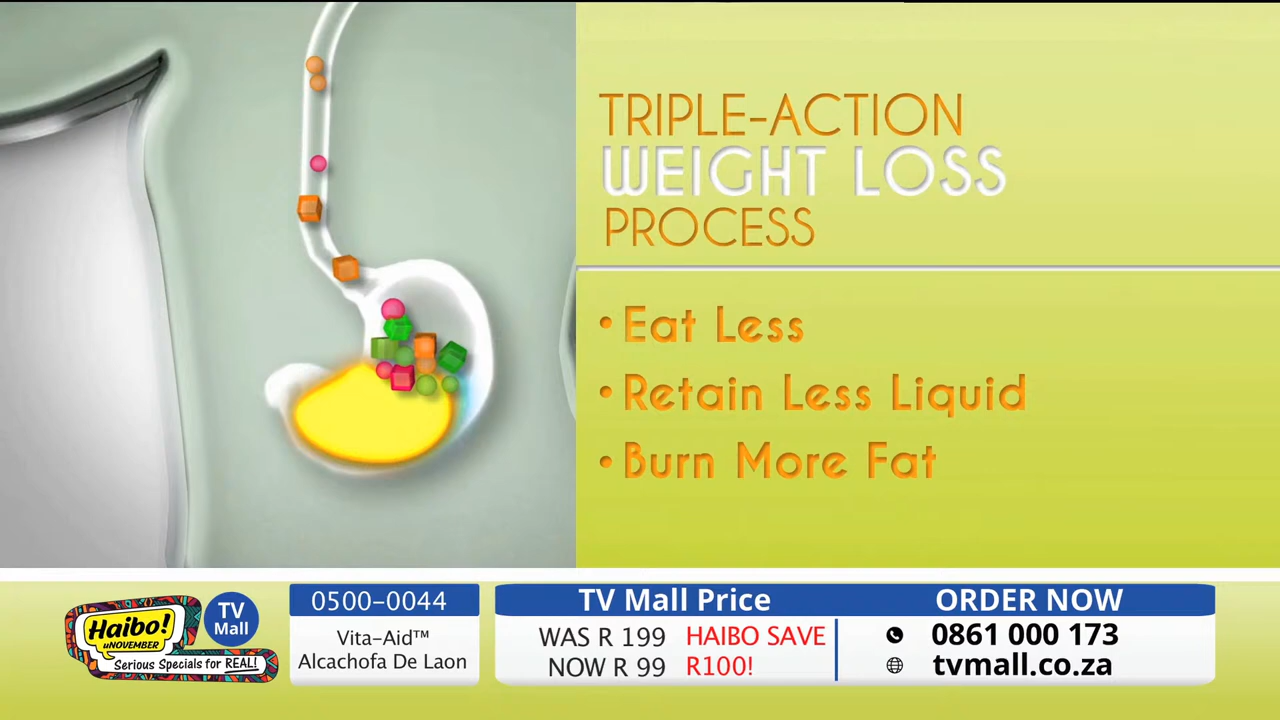 TRIPLE-ACTION
WEIGHT LOSS
PROCESS
• Eat Less
• Retain Less Liquid
• Burn More Fat
Haibo!
uNOVEMBER
Serious Specials for REAL!
TV
Mall
0500-0044
Vita-Aid™
Alcachofa De Laon
TV Mall Price
WAS R 199
NOW R 99
HAIBO SAVE
R100!
ORDER NOW
0861 000 173
tvmall.co.za